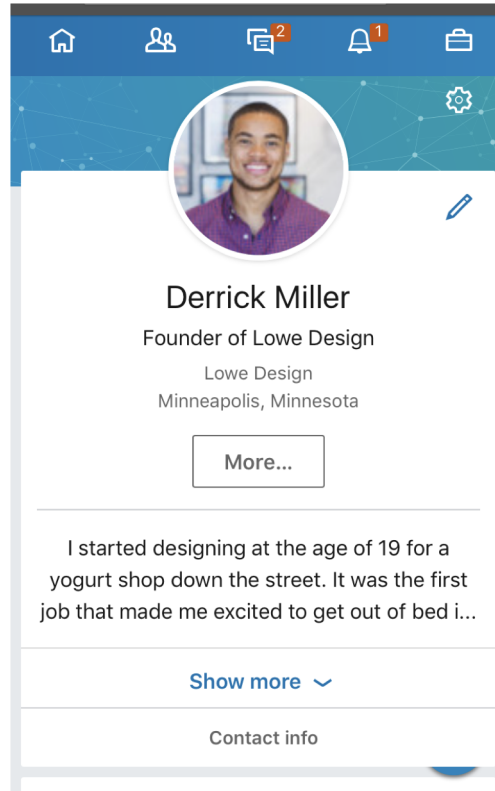 2
1
Derrick Miller
Founder of Lowe Design
Lowe Design
Minneapolis, Minnesota
More...
I started designing at the age of 19 for a
yogurt shop down the street. It was the first
job that made me excited to get out of bed i...
Show more
Contact info